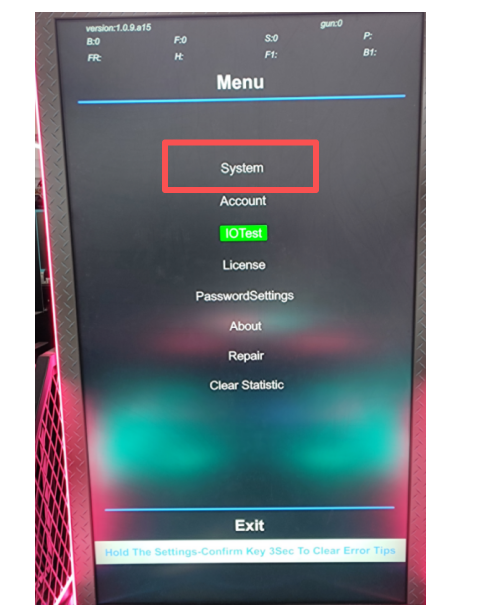 version:1.0.9.a15 gun:0
B:0 F:0 S:0 P:
FR: H: F1: B1:
Menu
System
Account
IOTest
License
PasswordSettings
About
Repair
Clear Statistic
Exit
Hold The Settings-Confirm Key 3Sec To Clear Error Tips